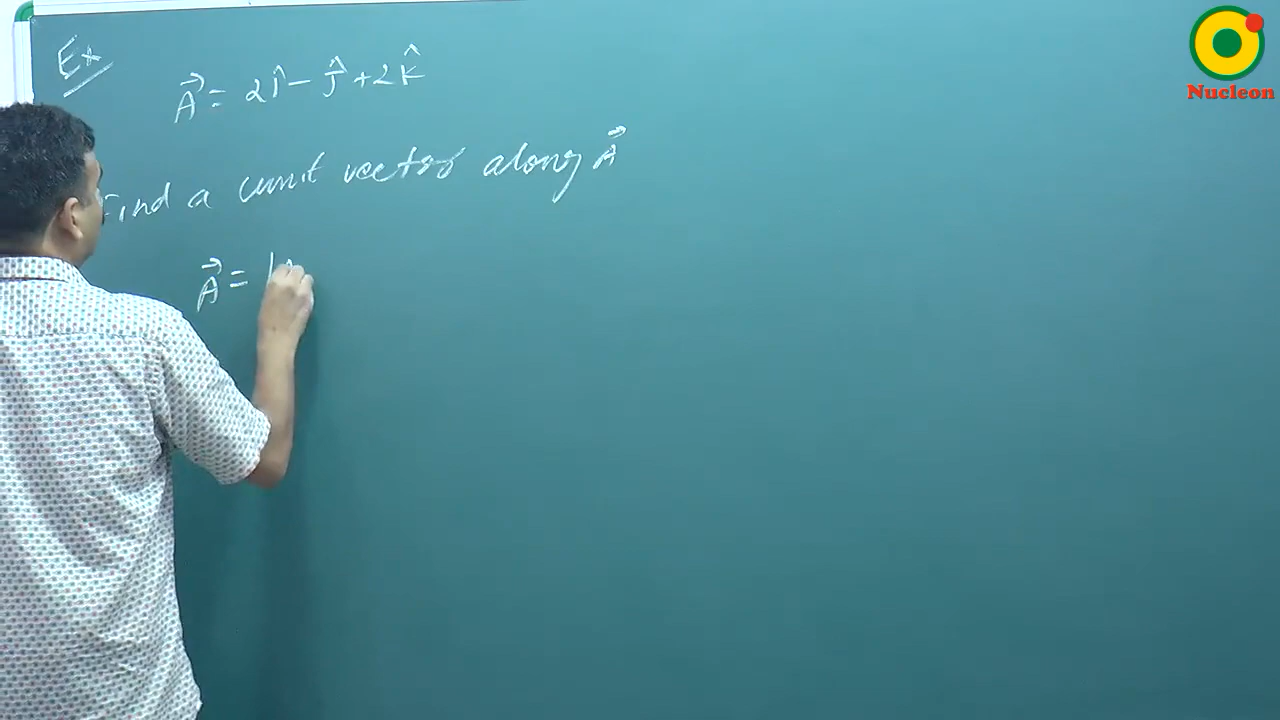 Ex
A⃗ = 2î - ĵ + 2k̂
Find a unit vector along A⃗
A⃗ = |
Nucleon